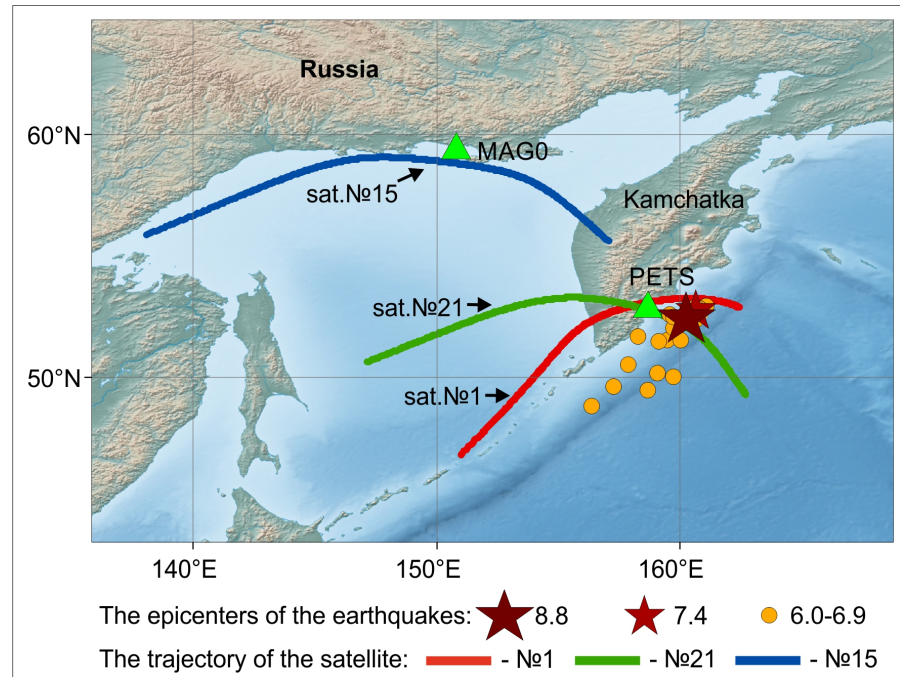 Russia
60°N
MAG0
sat.№15
Kamchatka
PETS
sat.№21
50°N
sat.№1
140°E 150°E 160°E
The epicenters of the earthquakes: 8.8 7.4 6.0-6.9
The trajectory of the satellite: - №1 - №21 - №15